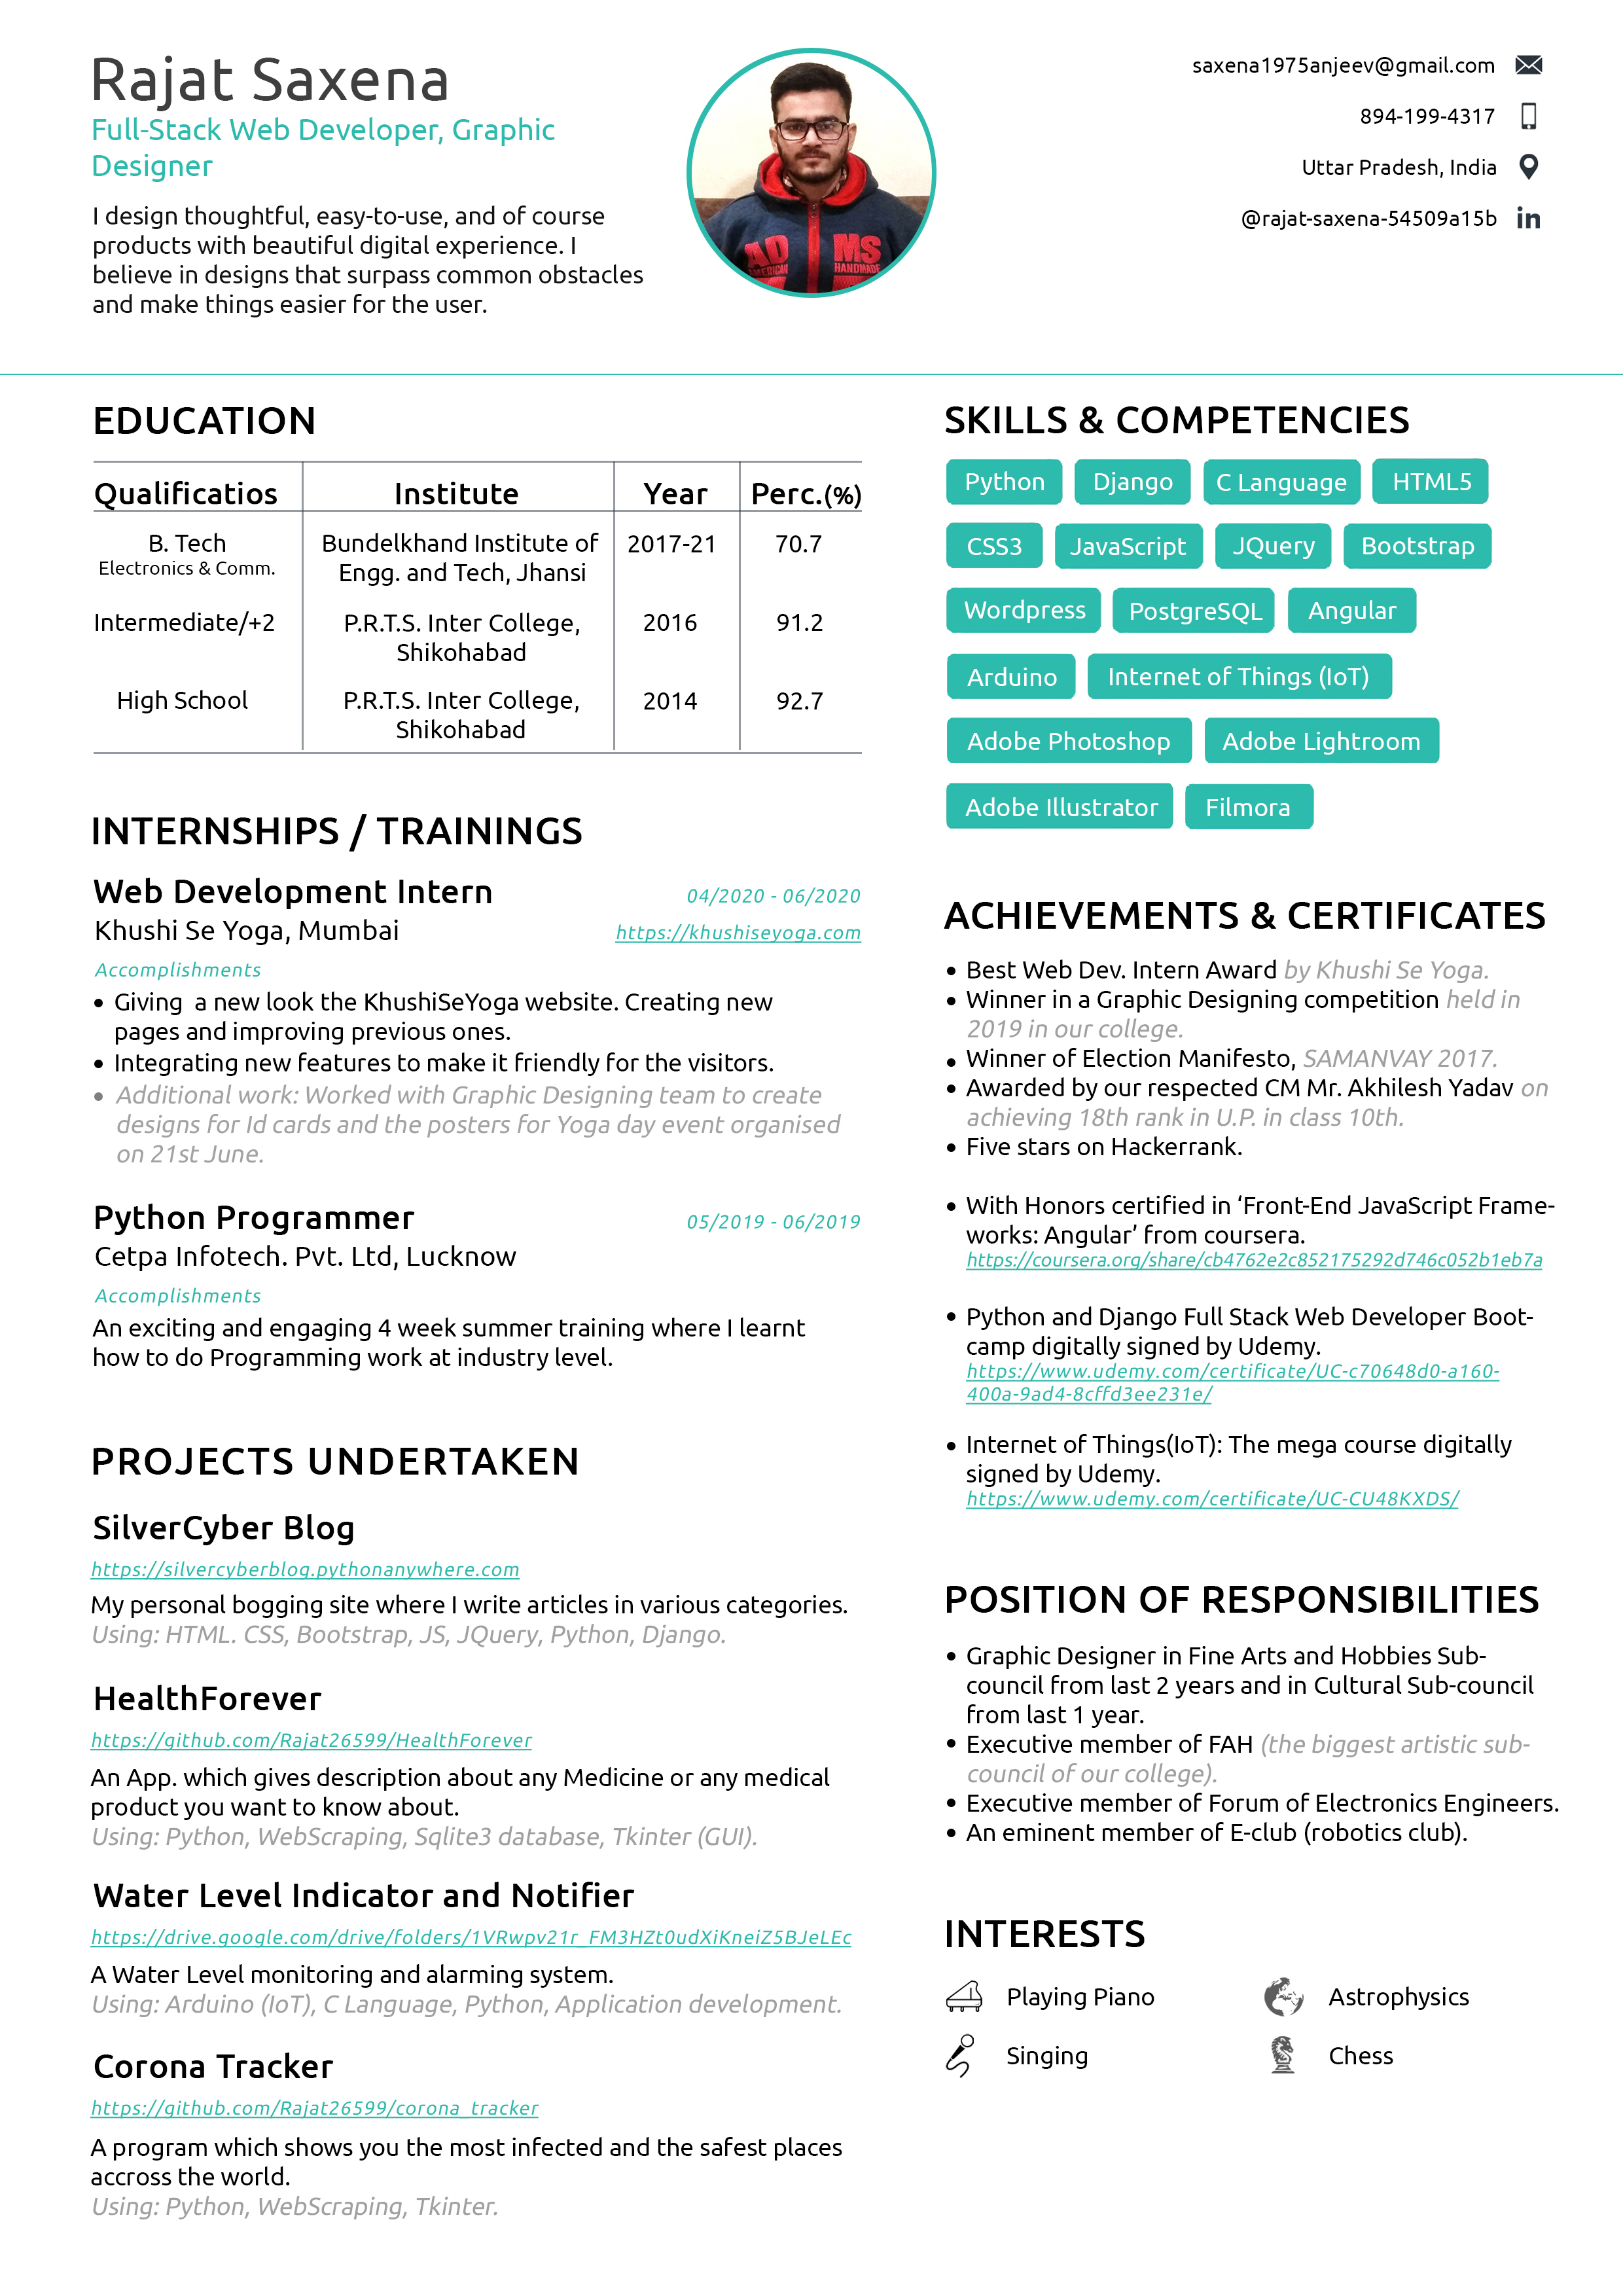 Rajat Saxena
Full-Stack Web Developer, Graphic
Designer
I design thoughtful, easy-to-use, and of course
products with beautiful digital experience. I
believe in designs that surpass common obstacles
and make things easier for the user.
AD MS
AMERICAN HANDMADE
saxena1975anjeev@gmail.com
894-199-4317
Uttar Pradesh, India
@rajat-saxena-54509a15b
in
EDUCATION
Qualificatios Institute Year Perc.(%)
B. Tech Bundelkhand Institute of 2017-21 70.7
Electronics & Comm. Engg. and Tech, Jhansi
Intermediate/+2 P.R.T.S. Inter College, 2016 91.2
Shikohabad
High School P.R.T.S. Inter College, 2014 92.7
Shikohabad
INTERNSHIPS / TRAININGS
Web Development Intern 04/2020 - 06/2020
Khushi Se Yoga, Mumbai https://khushiseyoga.com
Accomplishments
• Giving a new look the KhushiSeYoga website. Creating new
pages and improving previous ones.
• Integrating new features to make it friendly for the visitors.
• Additional work: Worked with Graphic Designing team to create
designs for Id cards and the posters for Yoga day event organised
on 21st June.
Python Programmer 05/2019 - 06/2019
Cetpa Infotech. Pvt. Ltd, Lucknow
Accomplishments
An exciting and engaging 4 week summer training where I learnt
how to do Programming work at industry level.
PROJECTS UNDERTAKEN
SilverCyber Blog
https://silvercyberblog.pythonanywhere.com
My personal bogging site where I write articles in various categories.
Using: HTML. CSS, Bootstrap, JS, JQuery, Python, Django.
HealthForever
https://github.com/Rajat26599/HealthForever
An App. which gives description about any Medicine or any medical
product you want to know about.
Using: Python, WebScraping, Sqlite3 database, Tkinter (GUI).
Water Level Indicator and Notifier
https://drive.google.com/drive/folders/1VRwpv21r_FM3HZt0udXiKneiZ5BJeLEc
A Water Level monitoring and alarming system.
Using: Arduino (IoT), C Language, Python, Application development.
Corona Tracker
https://github.com/Rajat26599/corona_tracker
A program which shows you the most infected and the safest places
accross the world.
Using: Python, WebScraping, Tkinter.
SKILLS & COMPETENCIES
Python Django C Language HTML5
CSS3 JavaScript JQuery Bootstrap
Wordpress PostgreSQL Angular
Arduino Internet of Things (IoT)
Adobe Photoshop Adobe Lightroom
Adobe Illustrator Filmora
ACHIEVEMENTS & CERTIFICATES
• Best Web Dev. Intern Award by Khushi Se Yoga.
• Winner in a Graphic Designing competition held in
2019 in our college.
• Winner of Election Manifesto, SAMANVAY 2017.
• Awarded by our respected CM Mr. Akhilesh Yadav on
achieving 18th rank in U.P. in class 10th.
• Five stars on Hackerrank.
• With Honors certified in ‘Front-End JavaScript Frame-
works: Angular’ from coursera.
https://coursera.org/share/cb4762e2c852175292d746c052b1eb7a
• Python and Django Full Stack Web Developer Boot-
camp digitally signed by Udemy.
https://www.udemy.com/certificate/UC-c70648d0-a160-
400a-9ad4-8cffd3ee231e/
• Internet of Things(IoT): The mega course digitally
signed by Udemy.
https://www.udemy.com/certificate/UC-CU48KXDS/
POSITION OF RESPONSIBILITIES
• Graphic Designer in Fine Arts and Hobbies Sub-
council from last 2 years and in Cultural Sub-council
from last 1 year.
• Executive member of FAH (the biggest artistic sub-
council of our college).
• Executive member of Forum of Electronics Engineers.
• An eminent member of E-club (robotics club).
INTERESTS
Playing Piano Astrophysics
Singing Chess